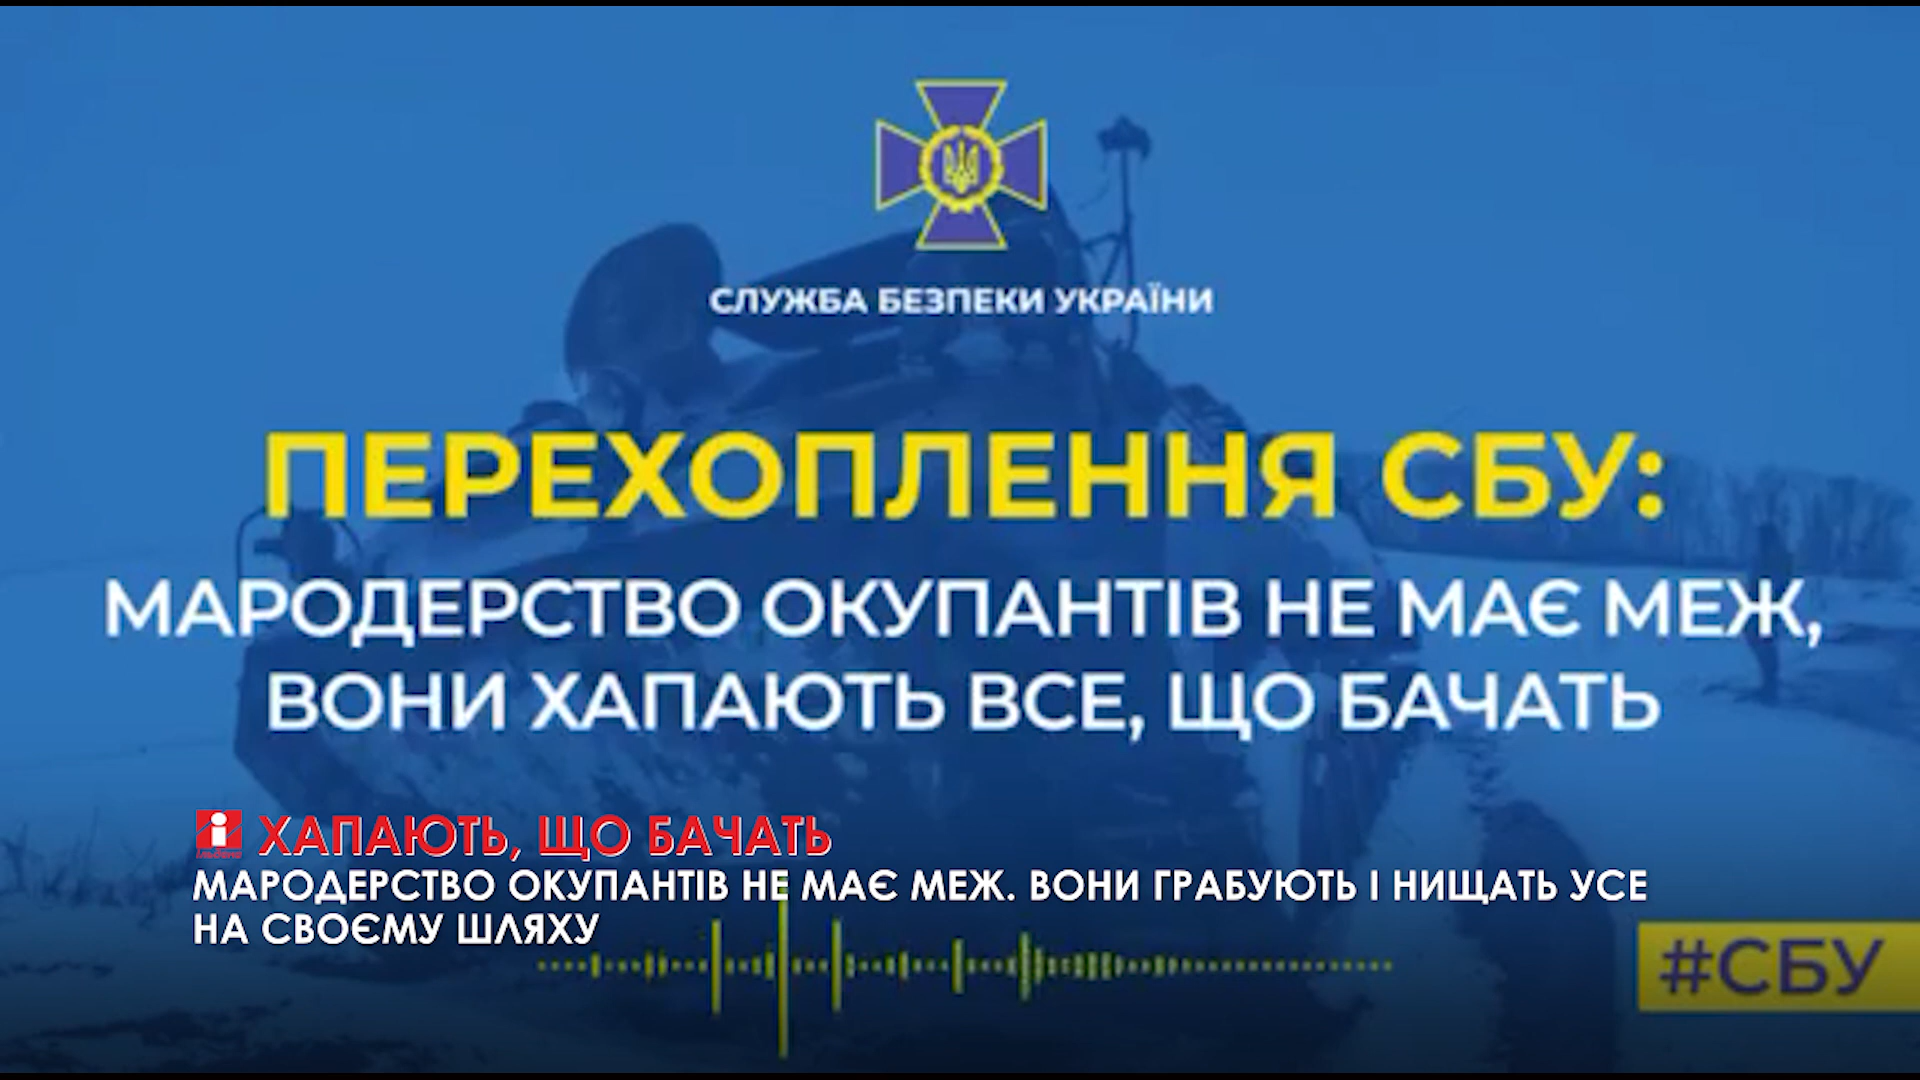 СЛУЖБА БЕЗПЕКИ УКРАЇНИ
ПЕРЕХОПЛЕННЯ СБУ:
МАРОДЕРСТВО ОКУПАНТІВ НЕ МАЄ МЕЖ,
ВОНИ ХАПАЮТЬ ВСЕ, ЩО БАЧАТЬ
ХАПАЮТЬ, ЩО БАЧАТЬ
МАРОДЕРСТВО ОКУПАНТІВ НЕ МАЄ МЕЖ. ВОНИ ГРАБУЮТЬ І НИЩАТЬ УСЕ
НА СВОЄМУ ШЛЯХУ
#СБУ